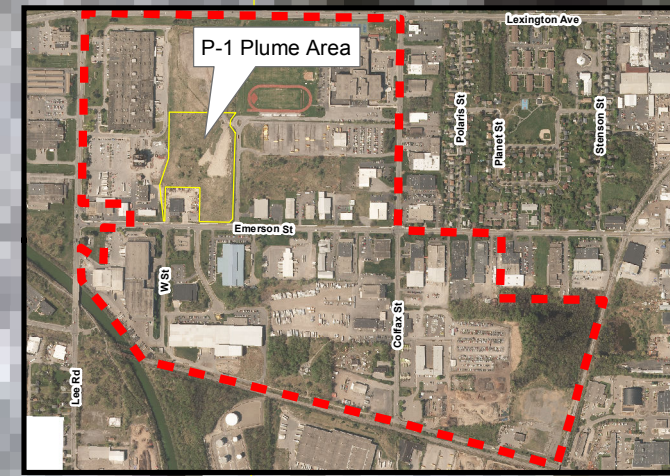 Lexington Ave
P-1 Plume Area
Polaris St
Planet St
Stenson St
Emerson St
W St
Colfax St
Lee Rd